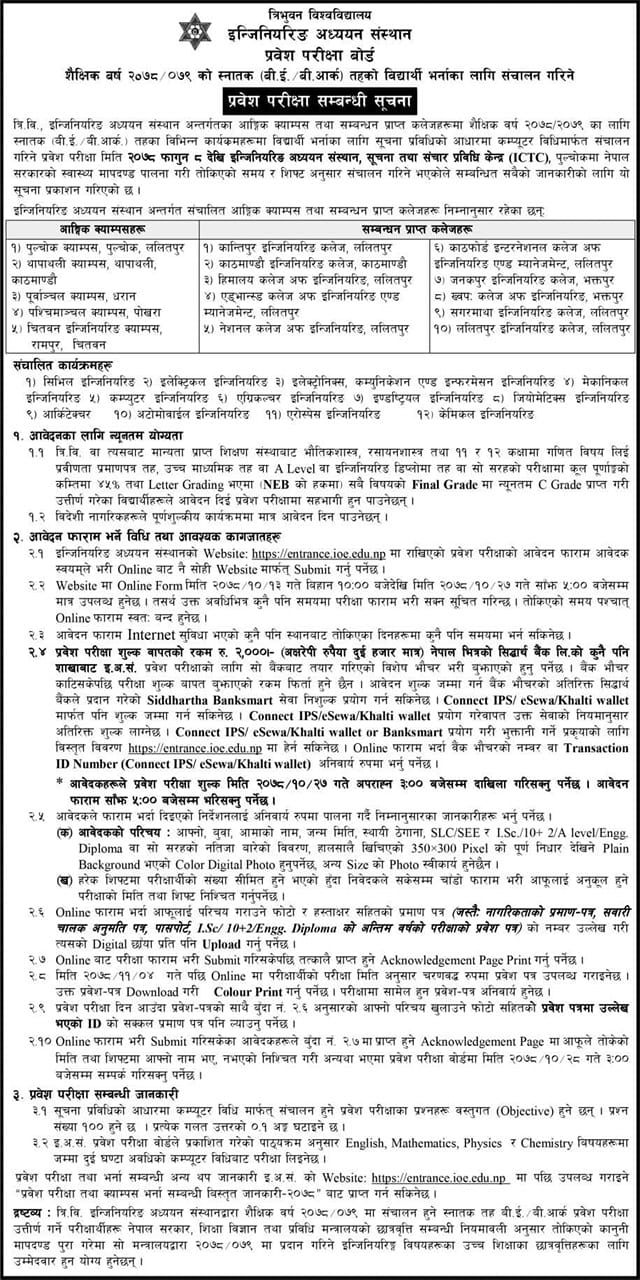 त्रिभुवन विश्वविद्यालय
इन्जिनियरिङ अध्ययन संस्थान
प्रवेश परीक्षा बोर्ड
शैक्षिक बर्ष २०७८/०७९ को स्नातक (बी.ई./बी.आर्क) तहको विद्यार्थी भर्नाका लागि संचालन गरिने
प्रवेश परीक्षा सम्बन्धी सूचना
त्रि.वि., इन्जिनियरिङ अध्ययन संस्थान अन्तर्गतका आङ्गिक क्याम्पस तथा सम्बन्धन प्राप्त कलेजहरूमा शैक्षिक वर्ष २०७८/२०७९ का लागि
स्नातक (बी.ई./बी.आर्क.) तहका विभिन्न कार्यक्रमहरूमा विद्यार्थी भर्नाका लागि सूचना प्रविधिको आधारमा कम्प्यूटर विधिमार्फत संचालन
गरिने प्रवेश परीक्षा मिति २०७८ फागुन ८ देखि इन्जिनियरिङ अध्ययन संस्थान, सूचना तथा संचार प्रविधि केन्द्र (ICTC), पुल्चोकमा नेपाल
सरकारको स्वास्थ्य मापदण्ड पालना गरी तोकिएको समय र शिफ्ट अनुसार संचालन गरिने भएकोले सम्बन्धित सबैको जानकारीको लागि यो
सूचना प्रकाशन गरिएको छ ।
इन्जिनियरिङ अध्ययन संस्थान अन्तर्गत संचालित आङ्गिक क्याम्पस तथा सम्बन्धन प्राप्त कलेजहरू निम्नानुसार रहेका छन्:
आङ्गिक क्याम्पसहरू
१) पुल्चोक क्याम्पस, पुल्चोक, ललितपुर
२) थापाथली क्याम्पस, थापाथली,
काठमाण्डौ
३) पूर्वाञ्चल क्याम्पस, धरान
४) पश्चिमाञ्चल क्याम्पस, पोखरा
५) चितवन इन्जिनियरिङ क्याम्पस,
रामपुर, चितवन
सम्बन्धन प्राप्त कलेजहरू
१) कान्तिपुर इन्जिनियरिङ कलेज, ललितपुर
२) काठमाण्डौ इन्जिनियरिङ कलेज, काठमाण्डौ
३) हिमालय कलेज अफ इन्जिनियरिङ, ललितपुर
४) एड्भान्स्ड कलेज अफ इन्जिनियरिङ एण्ड
म्यानेजमेन्ट, ललितपुर
५) नेशनल कलेज अफ इन्जिनियरिङ, ललितपुर
६) काठफोर्ड इन्टरनेशनल कलेज अफ
इन्जिनियरिङ एण्ड म्यानेजमेन्ट, ललितपुर
७) जनकपुर इन्जिनियरिङ कलेज, भक्तपुर
८) ख्वप: कलेज अफ इन्जिनियरिङ, भक्तपुर
९) सगरमाथा इन्जिनियरिङ कलेज, ललितपुर
१०) ललितपुर इन्जिनियरिङ कलेज, ललितपुर
संचालित कार्यक्रमहरू
१) सिभिल इन्जिनियरिङ २) इलेक्ट्रिकल इन्जिनियरिङ ३) इलेक्ट्रोनिक्स, कम्युनिकेशन एण्ड इन्फरमेसन इन्जिनियरिङ ४) मेकानिकल
इन्जिनियरिङ ५) कम्प्युटर इन्जिनियरिङ ६) एग्रिकल्चर इन्जिनियरिङ ७) इण्डष्ट्रियल इन्जिनियरिङ ८) जियोमेटिक्स इन्जिनियरिङ
९) आर्किटेक्चर १०) अटोमोवाईल इन्जिनियरिङ ११) एरोस्पेस इन्जिनियरिङ १२) केमिकल इन्जिनियरिङ
१. आवेदनका लागि न्यूनतम योग्यता
१.१ त्रि.वि. वा त्यसबाट मान्यता प्राप्त शिक्षण संस्थाबाट भौतिकशास्त्र, रसायनशास्त्र तथा ११ र १२ कक्षामा गणित विषय लिई
प्रवीणता प्रमाणपत्र तह, उच्च माध्यमिक तह वा A Level वा इन्जिनियरिङ डिप्लोमा तह वा सो सरहको परीक्षामा कूल पूर्णाङ्कको
कम्तिमा ४५% तथा Letter Grading भएमा (NEB को हकमा) सबै विषयको Final Grade मा न्यूनतम C Grade प्राप्त गरी
उत्तीर्ण गरेका विद्यार्थीहरूले आवेदन दिई प्रवेश परीक्षामा सहभागी हुन पाउनेछन् ।
१.२ विदेशी नागरिकहरूले पूर्णशुल्कीय कार्यक्रममा मात्र आवेदन दिन पाउनेछन् ।
२. आवेदन फाराम भर्ने विधि तथा आवश्यक कागजातहरू
२.१ इन्जिनियरिङ अध्ययन संस्थानको Website: https://entrance.ioe.edu.np मा राखिएको प्रवेश परीक्षाको आवेदन फाराम आवेदक
स्वयम्‌ले भरी Online बाट नै सोही Website मार्फत् Submit गर्नु पर्नेछ ।
२.२ Website मा Online Form मिति २०७८/१०/१३ गते बिहान १०:०० बजेदेखि मिति २०७८/१०/२७ गते साँझ ५:०० बजेसम्म
मात्र उपलब्ध हुनेछ । तसर्थ उक्त अवधिभित्र कुनै पनि समयमा परीक्षा फाराम भरी सक्न सूचित गरिन्छ । तोकिएको समय पश्चात्
Online फाराम स्वत: बन्द हुनेछ ।
२.३ आवेदन फाराम Internet सुविधा भएको कुनै पनि स्थानबाट तोकिएका दिनहरूमा कुनै पनि समयमा भर्न सकिनेछ ।
२.४ प्रवेश परीक्षा शुल्क बापतको रकम रु. २,०००।- (अक्षरेपी रुपैया दुई हजार मात्र) नेपाल भित्रको सिद्धार्थ बैंक लि.को कुनै पनि
शाखाबाट इ.अ.सं. प्रवेश परीक्षाको लागि सो बैंकबाट तयार गरिएको विशेष भौचर भरी बुझाएको हुनु पर्नेछ । बैंक भौचर
काटिसकेपछि परीक्षा शुल्क बापत बुझाएको रकम फिर्ता हुने छैन । आवेदन शुल्क जम्मा गर्न बैंक भौचरको अतिरिक्त सिद्धार्थ
बैंकले प्रदान गरेको Siddhartha Banksmart सेवा निशुल्क प्रयोग गर्न सकिनेछ । Connect IPS/ eSewa/Khalti wallet
मार्फत पनि शुल्क जम्मा गर्न सकिनेछ । Connect IPS/eSewa/Khalti wallet प्रयोग गरेवापत उक्त सेवाको नियमानुसार
अतिरिक्त शुल्क लाग्नेछ । Connect IPS/ eSewa/Khalti wallet or Banksmart प्रयोग गरी भुक्तानी गर्ने प्रकृयाको लागि
विस्तृत विवरण https://entrance.ioe.edu.np मा हेर्न सकिनेछ । Online फाराम भर्दा बैंक भौचरको नम्वर वा Transaction
ID Number (Connect IPS/ eSewa/Khalti wallet) अनिवार्य रुपमा भर्नु पर्नेछ ।
* आवेदकहरूले प्रवेश परीक्षा शुल्क मिति २०७८/१०/२७ गते अपराह्न ३:०० बजेसम्म दाखिला गरिसक्नु पर्नेछ । आवेदन
फाराम साँझ ५:०० बजेसम्म भरिसक्नु पर्नेछ ।
२.५ आवेदकले फाराम भर्दा दिइएको निर्देशनलाई अनिवार्य रुपमा पालना गर्दै निम्नानुसारका जानकारीहरू भर्नु पर्नेछ ।
(क) आवेदकको परिचय : आफ्नो, बुवा, आमाको नाम, जन्म मिति, स्थायी ठेगाना, SLC/SEE र I.Sc./10+ 2/A level/Engg.
Diploma वा सो सरहको नतिजा बारेको विवरण, हालसालै खिचिएको 350×300 Pixel को पूर्ण निधार देखिने Plain
Background भएको Color Digital Photo हुनुपर्नेछ, अन्य Size को Photo स्वीकार्य हुनेछैन ।
(ख) हरेक शिफ्टमा परीक्षार्थीको संख्या सीमित हुने भएको हुँदा निवेदकले सकेसम्म चांडो फाराम भरी आफूलाई अनुकूल हुने
परीक्षाको मिति तथा शिफ्ट निश्चित गर्नुपर्नेछ ।
२.६ Online फाराम भर्दा आफूलाई परिचय गराउने फोटो र हस्ताक्षर सहितको प्रमाण पत्र (जस्तै: नागरिकताको प्रमाण-पत्र, सवारी
चालक अनुमति पत्र, पासपोर्ट, I.Sc/ 10+2/Engg. Diploma को अन्तिम वर्षको परीक्षाको प्रवेश पत्र) को नम्वर उल्लेख गरी
त्यसको Digital छाँया प्रति पनि Upload गर्नु पर्नेछ ।
२.७ Online बाट परीक्षा फाराम भरी Submit गरिसकेपछि तत्कालै प्राप्त हुने Acknowledgement Page Print गर्नु पर्नेछ ।
२.८ मिति २०७८/११/०४ गते पछि Online मा परीक्षार्थीको परीक्षा मिति अनुसार चरणबद्ध रुपमा प्रवेश पत्र उपलब्ध गराइनेछ ।
उक्त प्रवेश-पत्र Download गरी Colour Print गर्नु पर्नेछ । परीक्षामा सामेल हुन प्रवेश-पत्र अनिवार्य हुनेछ ।
२.९ प्रवेश परीक्षा दिन आउँदा प्रवेश-पत्रको साथै बुँदा नं. २.६ अनुसारको आफ्नो परिचय खुलाउने फोटो सहितको प्रवेश पत्रमा उल्लेख
भएको ID को सक्कल प्रमाण पत्र पनि ल्याउनु पर्नेछ ।
२.१० Online फाराम भरी Submit गरिसकेका आवेदकहरूले बुँदा नं. २.७ मा प्राप्त हुने Acknowledgement Page मा आफूले तोकेको
मिति तथा शिफ्टमा आफ्नो नाम भए, नभएको निश्चित गरी अन्यथा भएमा प्रवेश परीक्षा बोर्डमा मिति २०७८/१०/२८ गते ३:००
बजेसम्म सम्पर्क गरिसक्नु पर्नेछ ।
३. प्रवेश परीक्षा सम्बन्धी जानकारी
३.१ सूचना प्रविधिको आधारमा कम्प्यूटर विधि मार्फत् संचालन हुने प्रवेश परीक्षाका प्रश्नहरू वस्तुगत (Objective) हुने छन् । प्रश्न
संख्या १०० हुने छ । प्रत्येक गलत उत्तरको ०.१ अङ्क घटाइने छ ।
३.२ इ.अ.सं. प्रवेश परीक्षा बोर्डले प्रकाशित गरेको पाठ्यक्रम अनुसार English, Mathematics, Physics र Chemistry बिषयहरूमा
जम्मा दुई घण्टा अवधिको कम्प्यूटर विधिबाट परीक्षा लिइनेछ ।
प्रवेश परीक्षा तथा भर्ना सम्बन्धी अन्य थप जानकारी इ.अ.सं. को Website: https://entrance.ioe.edu.np मा पछि उपलब्ध गराइने
"प्रवेश परीक्षा तथा क्याम्पस भर्ना सम्बन्धी बिस्तृत जानकारी-२०७८" बाट प्राप्त गर्न सकिनेछ ।
द्रष्टव्य : त्रि.वि. इन्जिनियरिङ अध्ययन संस्थानद्वारा शैक्षिक बर्ष २०७८/०७९ मा संचालन हुने स्नातक तह बी.ई./बी.आर्क प्रवेश परीक्षा
उत्तीर्ण गर्ने परीक्षार्थीहरू नेपाल सरकार, शिक्षा विज्ञान तथा प्रविधि मन्त्रालयको छात्रवृत्ति सम्बन्धी नियमावली अनुसार तोकिएको कानुनी
मापदण्ड पुरा गरेमा सो मन्त्रालयद्वारा २०७८/०७९ मा प्रदान गरिने इन्जिनियरिङ्ग बिषयहरूका उच्च शिक्षाका छात्रवृत्तिहरूका लागि
उम्मेदवार हुन योग्य हुनेछन् ।